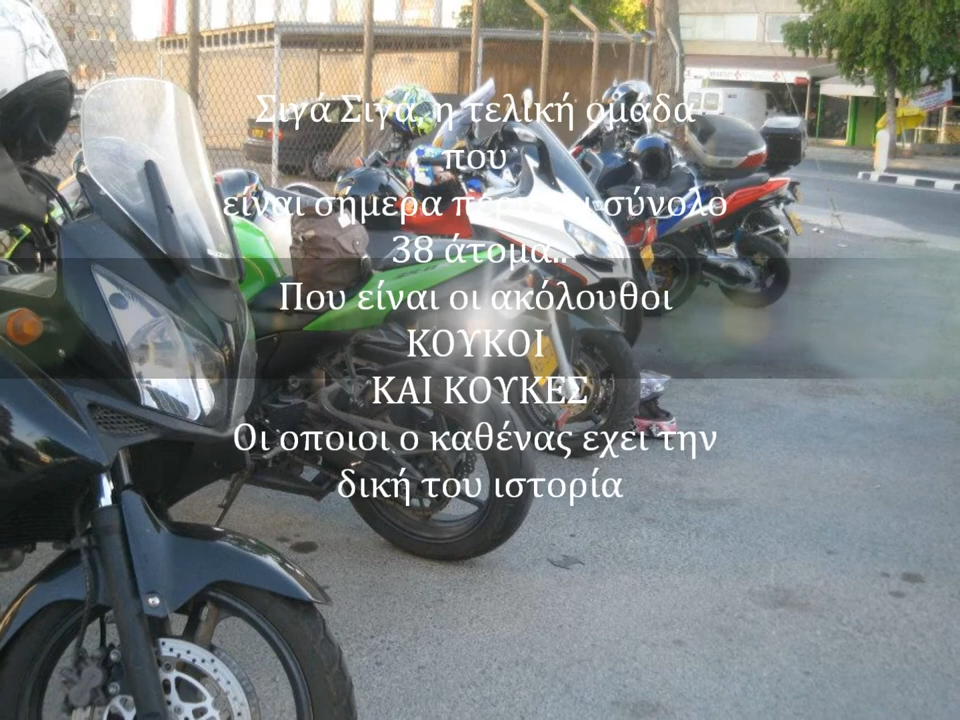 Σιγά Σιγά, η τελική ομάδα
που
είναι σήμερα σύνολο
38 άτομα..
Που είναι οι ακόλουθοι
ΚΟΥΚΟΙ
ΚΑΙ ΚΟΥΚΕΣ
Οι οποιοι ο καθένας εχει την
δική του ιστορία